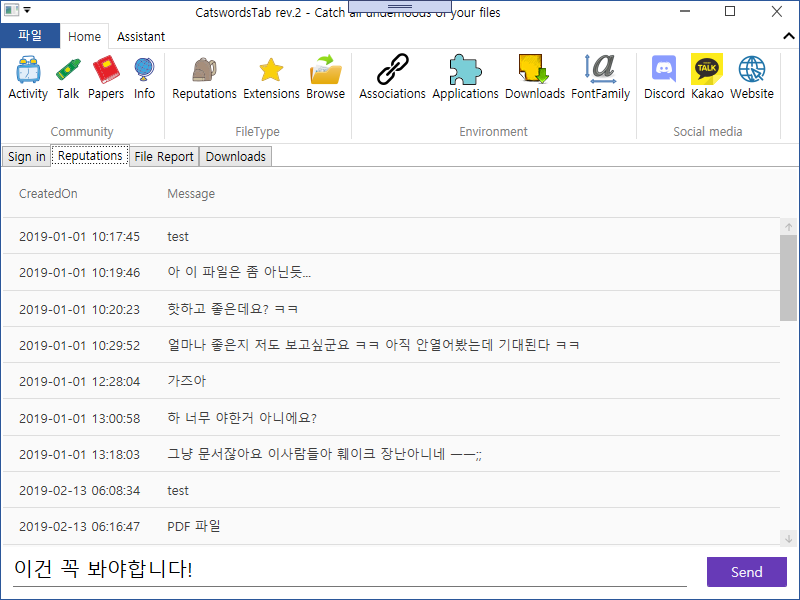 CatswordsTab rev.2 - Catch all underhoods of your files
파일 Home Assistant
Activity Talk Papers Info Reputations Extensions Browse Associations Applications Downloads FontFamily Discord Kakao Website
TALK
Community FileType Environment Social media
Sign in Reputations File Report Downloads
CreatedOn Message
2019-01-01 10:17:45 test
2019-01-01 10:19:46 아 이 파일은 좀 아닌듯...
2019-01-01 10:20:23 핫하고 좋은데요? ㅋㅋ
2019-01-01 10:29:52 얼마나 좋은지 저도 보고싶군요 ㅋㅋ 아직 안열어봤는데 기대된다 ㅋㅋ
2019-01-01 12:28:04 가즈아
2019-01-01 13:00:58 하 너무 야한거 아니에요?
2019-01-01 13:18:03 그냥 문서잖아요 이사람들아 훼이크 장난아니네 ㅡㅡ;;
2019-02-13 06:08:34 test
2019-02-13 06:16:47 PDF 파일
이건 꼭 봐야합니다! Send